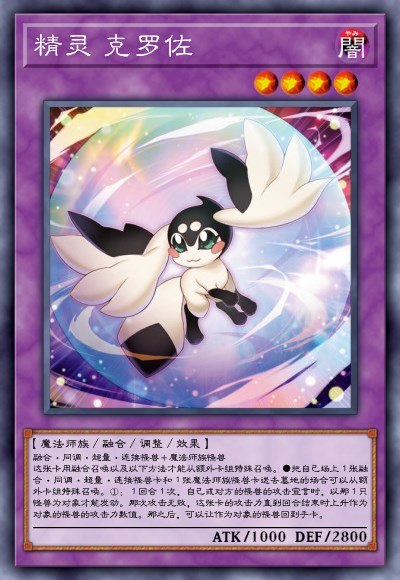 精灵 克罗佐
やみ
闇
【魔法师族／融合／调整／效果】
融合·同调·超量·连接怪兽＋魔法师族怪兽
这张卡用融合召唤以及以下方法才能从额外卡组特殊召唤。●把自己场上1张融
合·同调·超量·连接怪兽卡和1张魔法师族怪兽卡送去墓地的场合可以从额
外卡组特殊召唤。①：1回合1次，自己或对方的怪兽的攻击宣言时，以那1只
怪兽为对象才能发动。那次攻击无效，这张卡的攻击力直到回合结束时上升作为
对象的怪兽的攻击力数值。那之后，可以让作为对象的怪兽回到手卡。
ATK/1000 DEF/2800